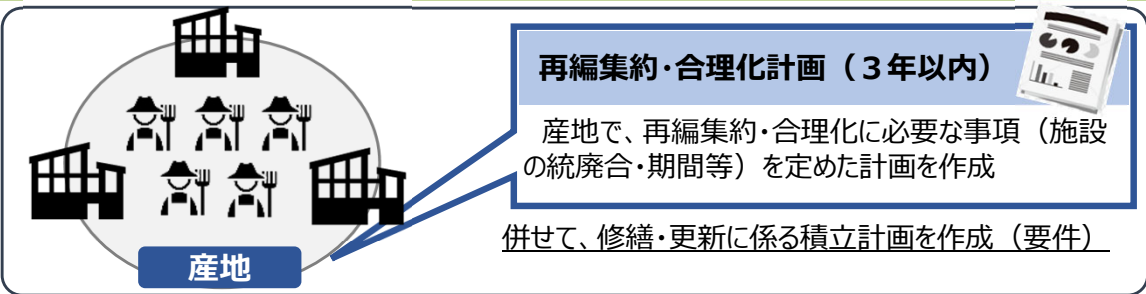 再編集約・合理化計画（３年以内）
産地で、再編集約・合理化に必要な事項（施設
の統廃合・期間等）を定めた計画を作成
併せて、修繕・更新に係る積立計画を作成（要件）
産地